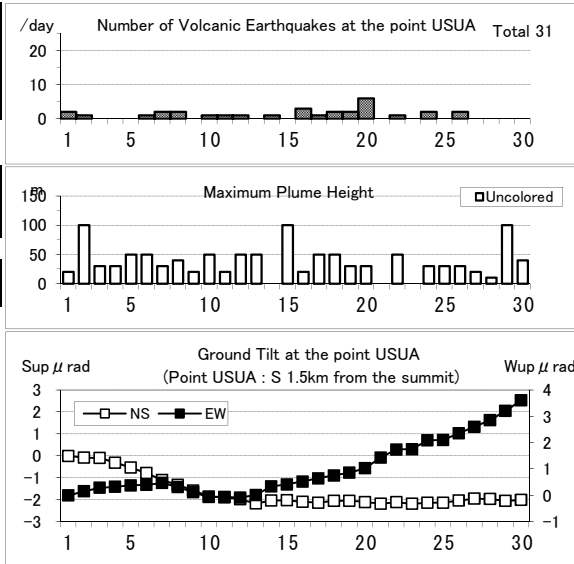 /day Number of Volcanic Earthquakes at the point USUA Total 31
20
10
0
1 5 10 15 20 25 30
m Maximum Plume Height
150 Uncolored
100
50
0
1 5 10 15 20 25 30
Ground Tilt at the point USUA
Sup μ rad (Point USUA : S 1.5km from the summit) Wup μ rad
3 4
2 NS EW 3
1 2
0 1
-1 0
-2 -1
-3
1 5 10 15 20 25 30